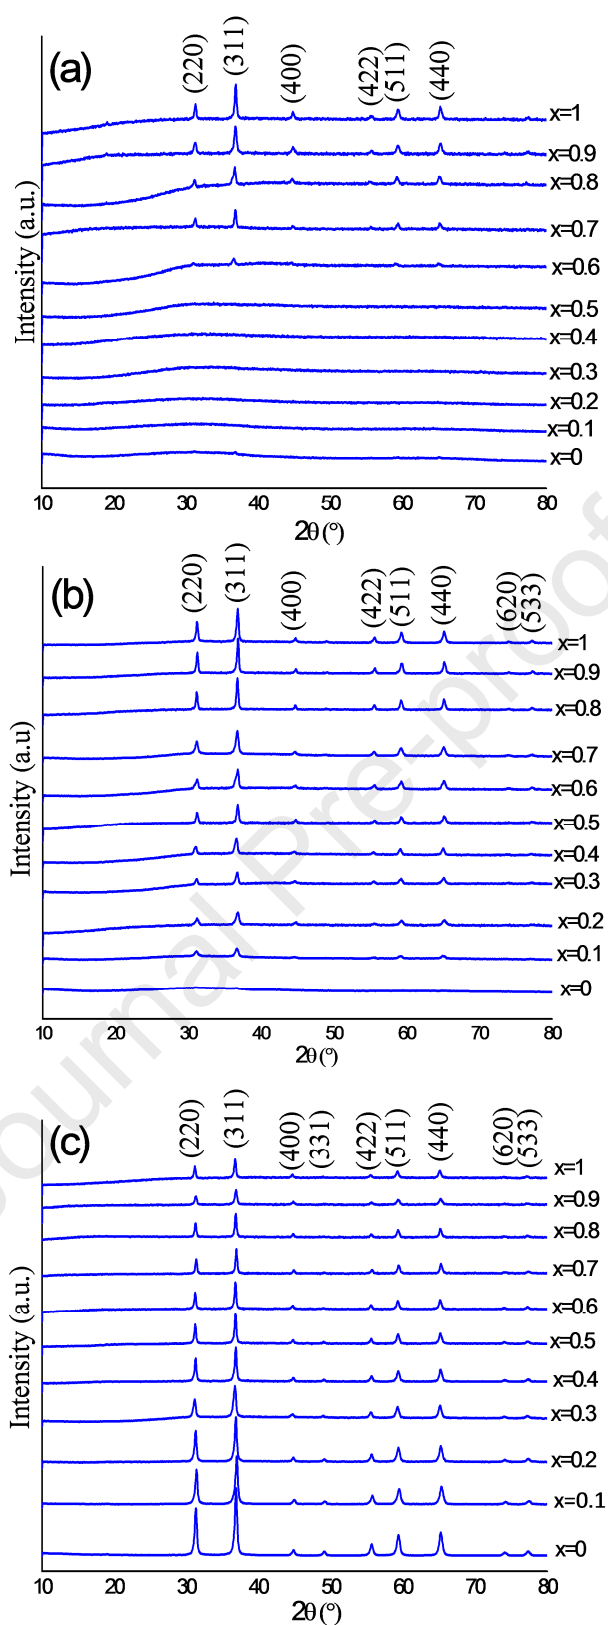 (a)
(220)
(311)
(400)
(422)
(511)
(440)
x=1
x=0.9
x=0.8
x=0.7
x=0.6
x=0.5
x=0.4
x=0.3
x=0.2
x=0.1
x=0
Intensity (a.u.)
10 20 30 40 50 60 70 80
2θ (°)
(b)
(220)
(311)
(400)
(422)
(511)
(440)
(620)
(533)
x=1
x=0.9
x=0.8
x=0.7
x=0.6
x=0.5
x=0.4
x=0.3
x=0.2
x=0.1
x=0
Intensity (a.u)
10 20 30 40 50 60 70 80
2θ (°)
(c)
(220)
(311)
(400)
(331)
(422)
(511)
(440)
(620)
(533)
x=1
x=0.9
x=0.8
x=0.7
x=0.6
x=0.5
x=0.4
x=0.3
x=0.2
x=0.1
x=0
Intensity (a.u.)
10 20 30 40 50 60 70 80
2θ (°)
Journal Pre-proof